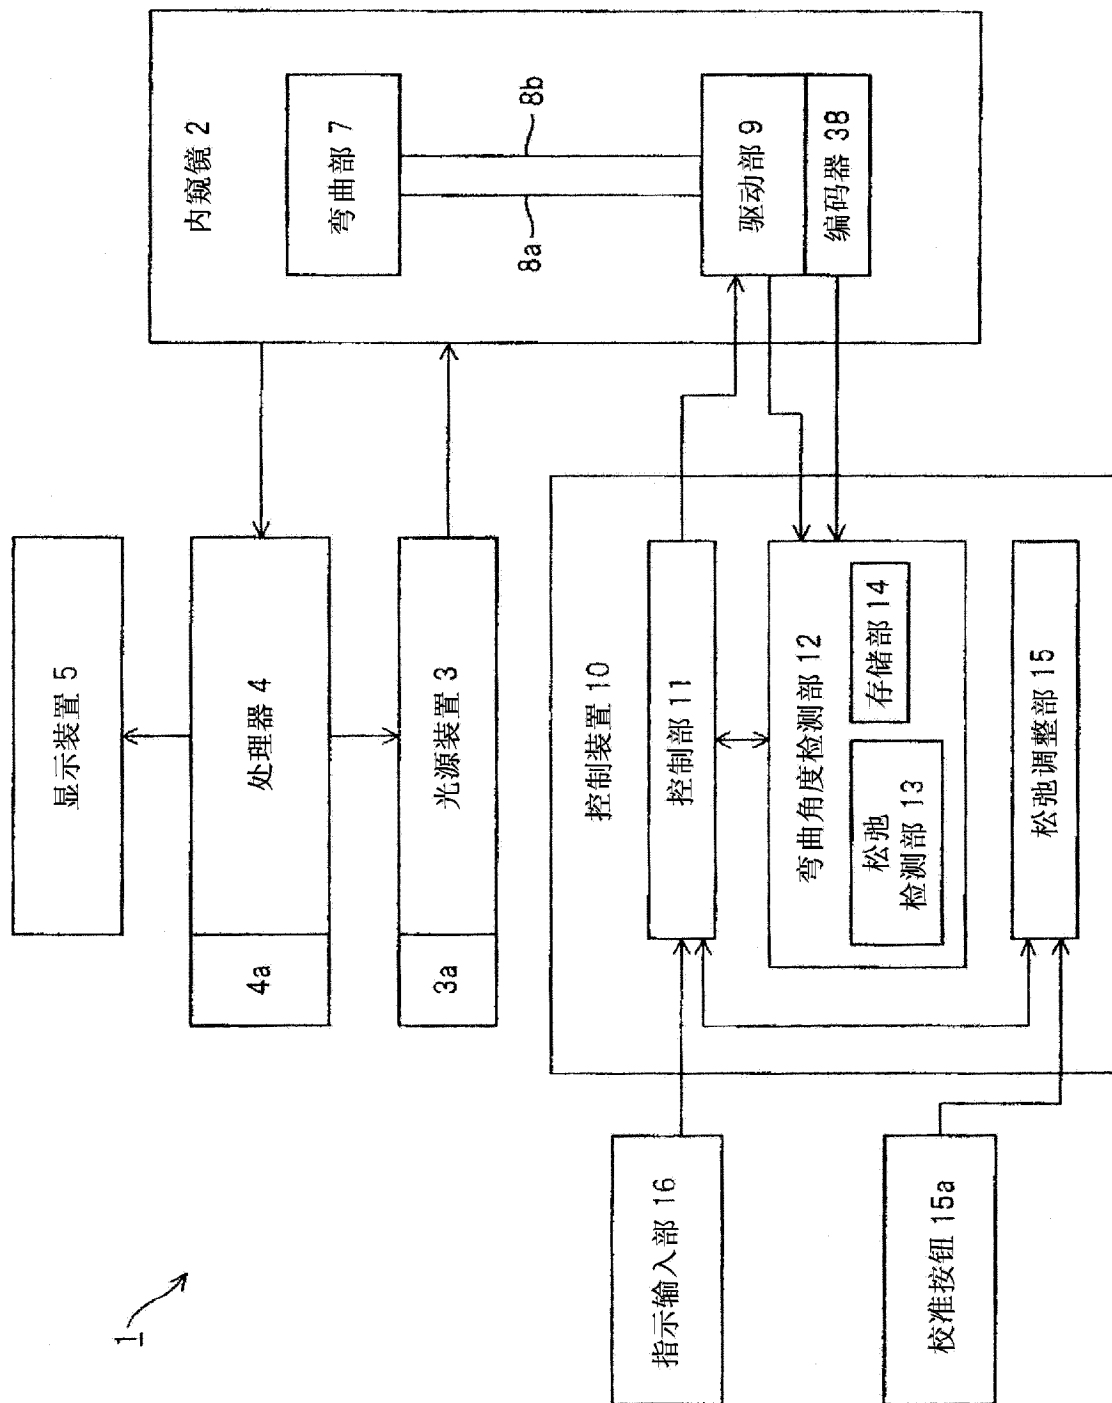 1
显示装置 5
处理器 4
4a
光源装置 3
3a
内窥镜 2
弯曲部 7
8b
8a
驱动部 9
编码器 38
控制装置 10
控制部 11
弯曲角度检测部 12
松弛
检测部 13
存储部 14
松弛调整部 15
指示输入部 16
校准按钮 15a